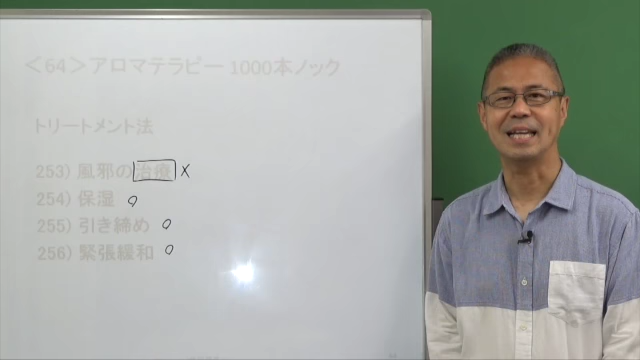 ＜64＞アロマテラピー 1000本ノック
トリートメント法
253) 風邪の治療 ×
254) 保湿 ○
255) 引き締め ○
256) 緊張緩和 ○